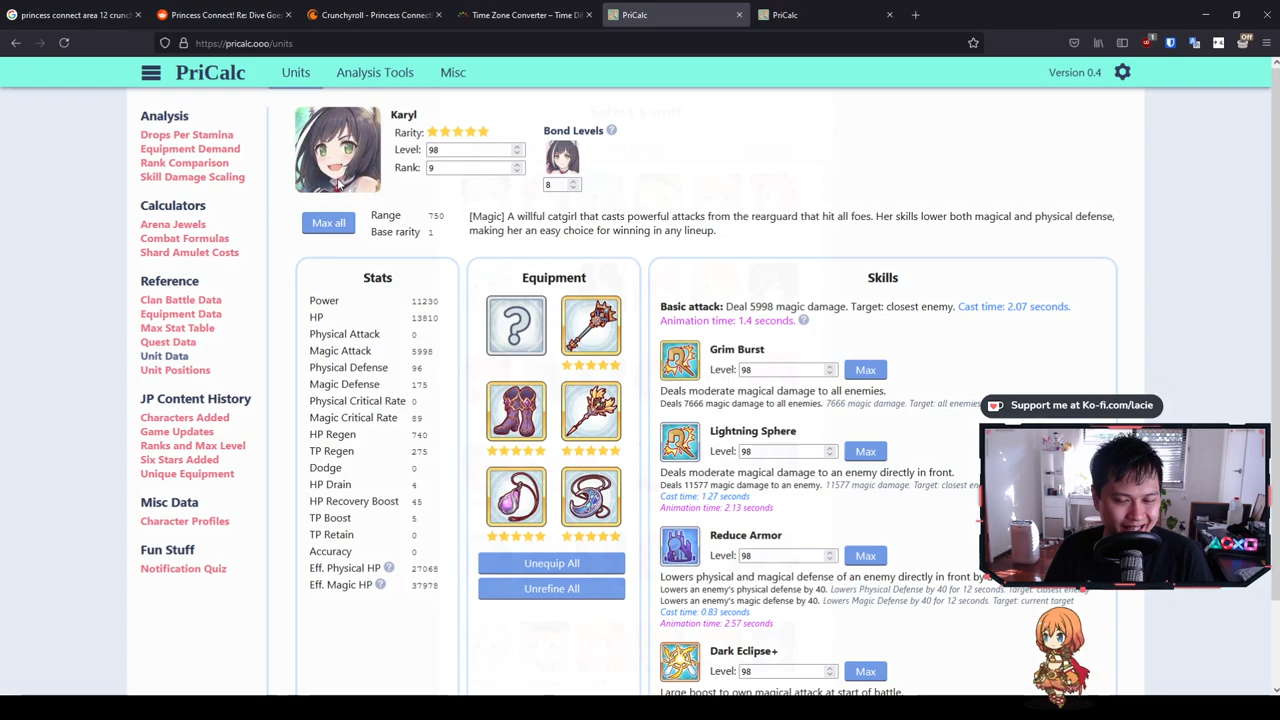 princess connect area 12 crunch
Princess Connect! Re: Dive Goes
Crunchyroll - Princess Connect!
Time Zone Converter – Time Dif
PriCalc
PriCalc
https://pricalc.ooo/units
1
Off
PriCalc
Units
Analysis Tools
Misc
Version 0.4
Analysis
Drops Per Stamina
Equipment Demand
Rank Comparison
Skill Damage Scaling
Calculators
Arena Jewels
Combat Formulas
Shard Amulet Costs
Reference
Clan Battle Data
Equipment Data
Max Stat Table
Quest Data
Unit Data
Unit Positions
JP Content History
Characters Added
Game Updates
Ranks and Max Level
Six Stars Added
Unique Equipment
Misc Data
Character Profiles
Fun Stuff
Notification Quiz
Karyl
Rarity:
Level: 98
Rank: 9
Bond Levels ?
8
Max all
Range 750
Base rarity 1
[Magic] A willful catgirl that casts powerful attacks from the rearguard that hit all foes. Her skills lower both magical and physical defense,
making her an easy choice for winning in any lineup.
Stats
Power 11230
HP 13810
Physical Attack 0
Magic Attack 5998
Physical Defense 96
Magic Defense 175
Physical Critical Rate 0
Magic Critical Rate 89
HP Regen 740
TP Regen 275
Dodge 0
HP Drain 4
HP Recovery Boost 45
TP Boost 5
TP Retain 0
Accuracy 0
Eff. Physical HP ? 27068
Eff. Magic HP ? 37978
Equipment
?
Unequip All
Unrefine All
Skills
Basic attack: Deal 5998 magic damage. Target: closest enemy. Cast time: 2.07 seconds.
Animation time: 1.4 seconds. ?
Grim Burst
Level: 98 Max
Deals moderate magical damage to all enemies.
Deals 7666 magic damage to all enemies. 7666 magic damage. Target: all enemies
Lightning Sphere
Level: 98 Max
Deals moderate magical damage to an enemy directly in front.
Deals 11577 magic damage to an enemy. 11577 magic damage. Target: closest en
Cast time: 1.27 seconds
Animation time: 2.13 seconds
Reduce Armor
Level: 98 Max
Lowers physical and magical defense of an enemy directly in front by
Lowers an enemy's physical defense by 40. Lowers Physical Defense by 40 for 12 seconds. Target: closest
Lowers an enemy's magic defense by 40. Lowers Magic Defense by 40 for 12 seconds. Target: current target
Cast time: 0.83 seconds
Animation time: 2.57 seconds
Dark Eclipse+
Level: 98 Max
Large boost to own magical attack at start of battle.
Support me at Ko-fi.com/lacie